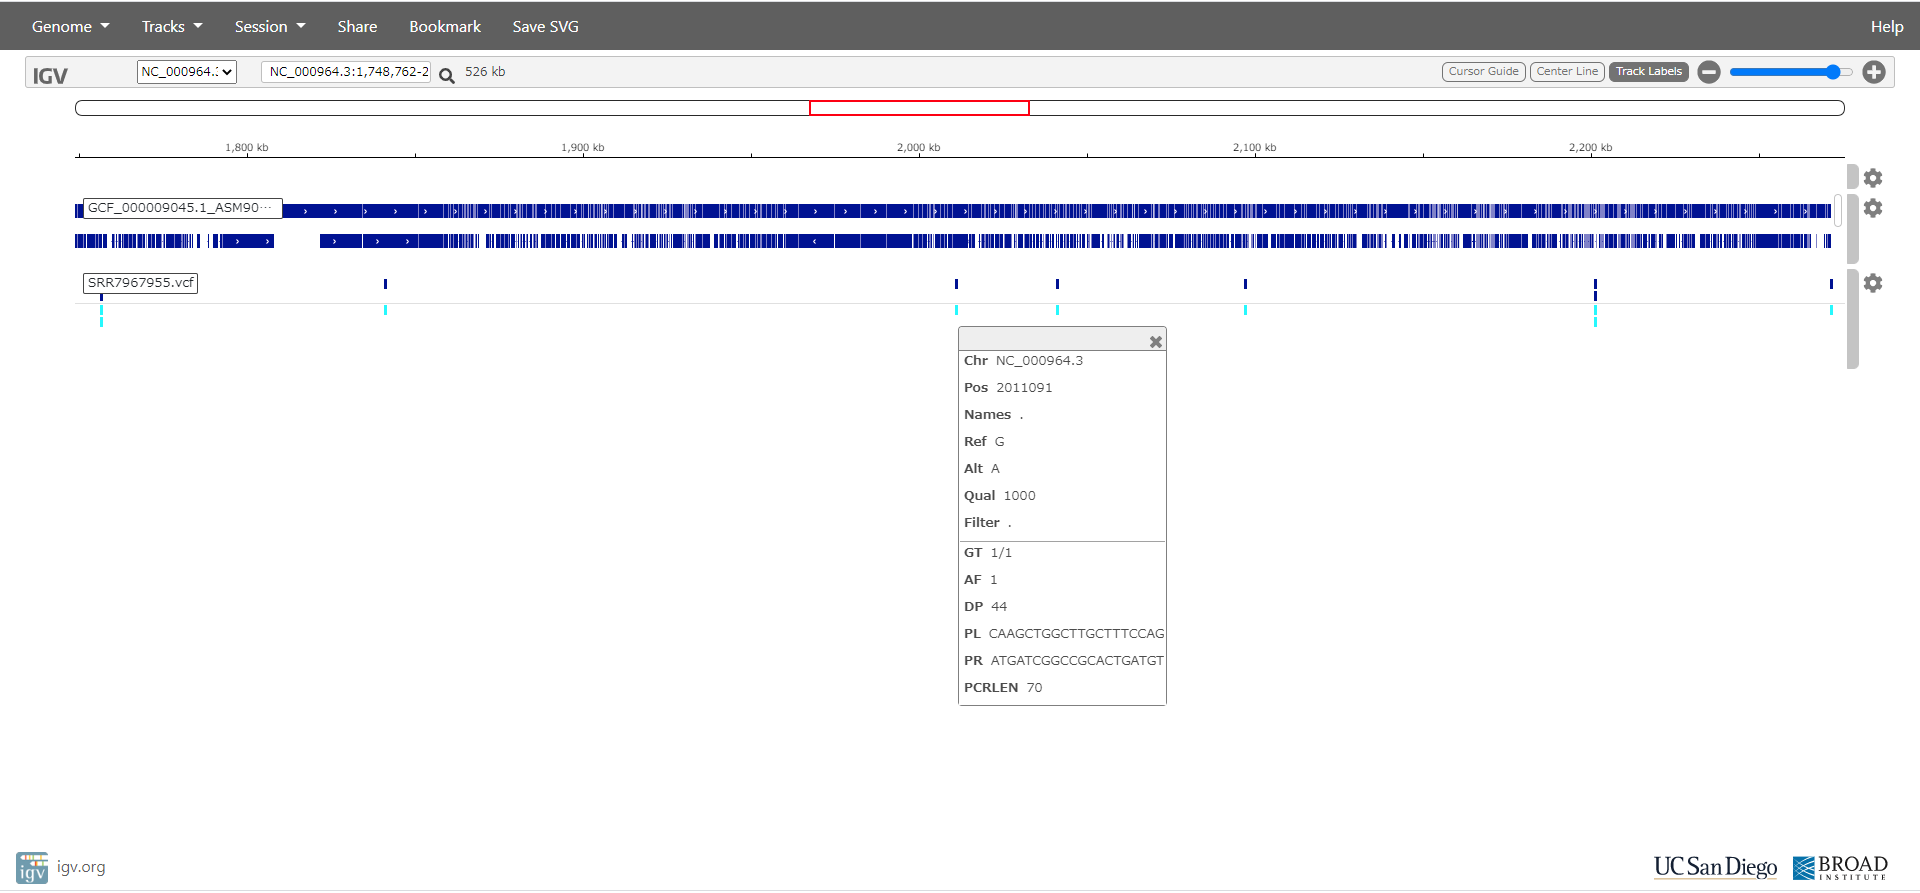 Genome Tracks Session Share Bookmark Save SVG Help
IGV NC_000964.: NC_000964.3:1,748,762-2 526 kb Cursor Guide Center Line Track Labels
1,800 kb 1,900 kb 2,000 kb 2,100 kb 2,200 kb
GCF_000009045.1_ASM90···
SRR7967955.vcf
Chr NC_000964.3
Pos 2011091
Names .
Ref G
Alt A
Qual 1000
Filter .
GT 1/1
AF 1
DP 44
PL CAAGCTGGCTTGCTTTCCAG
PR ATGATCGGCCGCACTGATGT
PCRLEN 70
igv igv.org UC San Diego BROAD
INSTITUTE